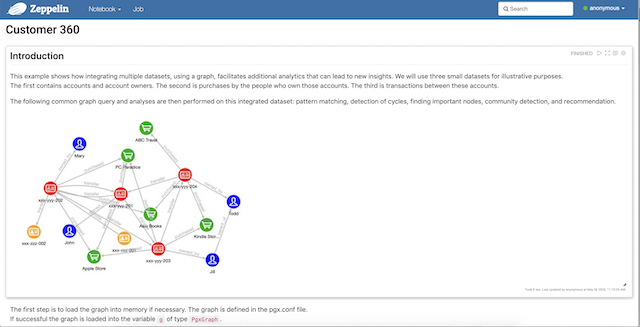 Zeppelin
Notebook
Job
Search
anonymous
Customer 360
Introduction
FINISHED
This example shows how integrating multiple datasets, using a graph, facilitates additional analytics that can lead to new insights. We will use three small datasets for illustrative purposes.
The first contains accounts and account owners. The second is purchases by the people who own those accounts. The third is transactions between these accounts.
The following common graph query and analyses are then performed on this integrated dataset: pattern matching, detection of cycles, finding important nodes, community detection, and recommendation.
ABC Travel
Mary
PC Paradise
xxx-yyy-204
xxx-yyy-202
xxx-yyy-201
Todd
Asia Books
Kindle Stor...
xxx-zzz-002
John
xxx-zzz-001
xxx-yyy-203
Apple Store
Jill
The first step is to load the graph into memory if necessary. The graph is defined in the pgx.conf file.
If successful the graph is loaded into the variable g of type PgxGraph.